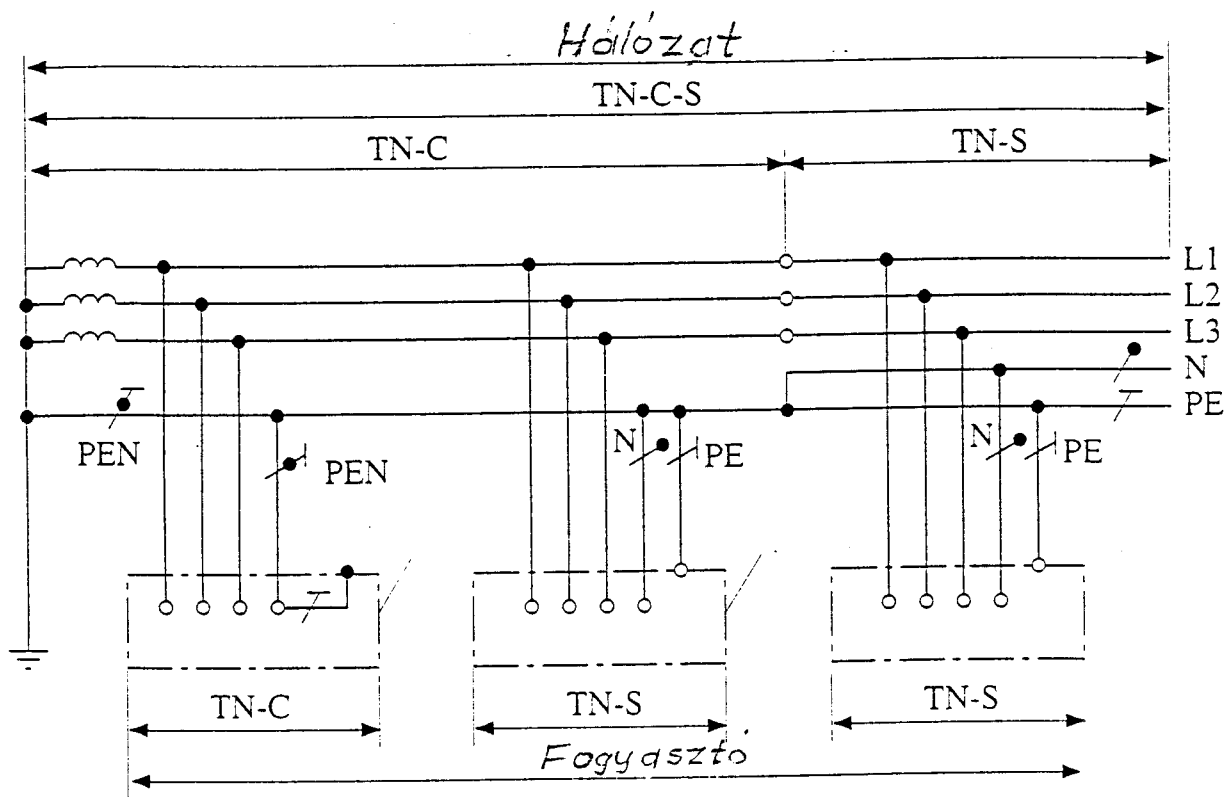 Hálózat
TN-C-S
TN-C TN-S
L1
L2
L3
N
PE
PEN
PEN
N PE
N PE
TN-C TN-S TN-S
Fogyasztó